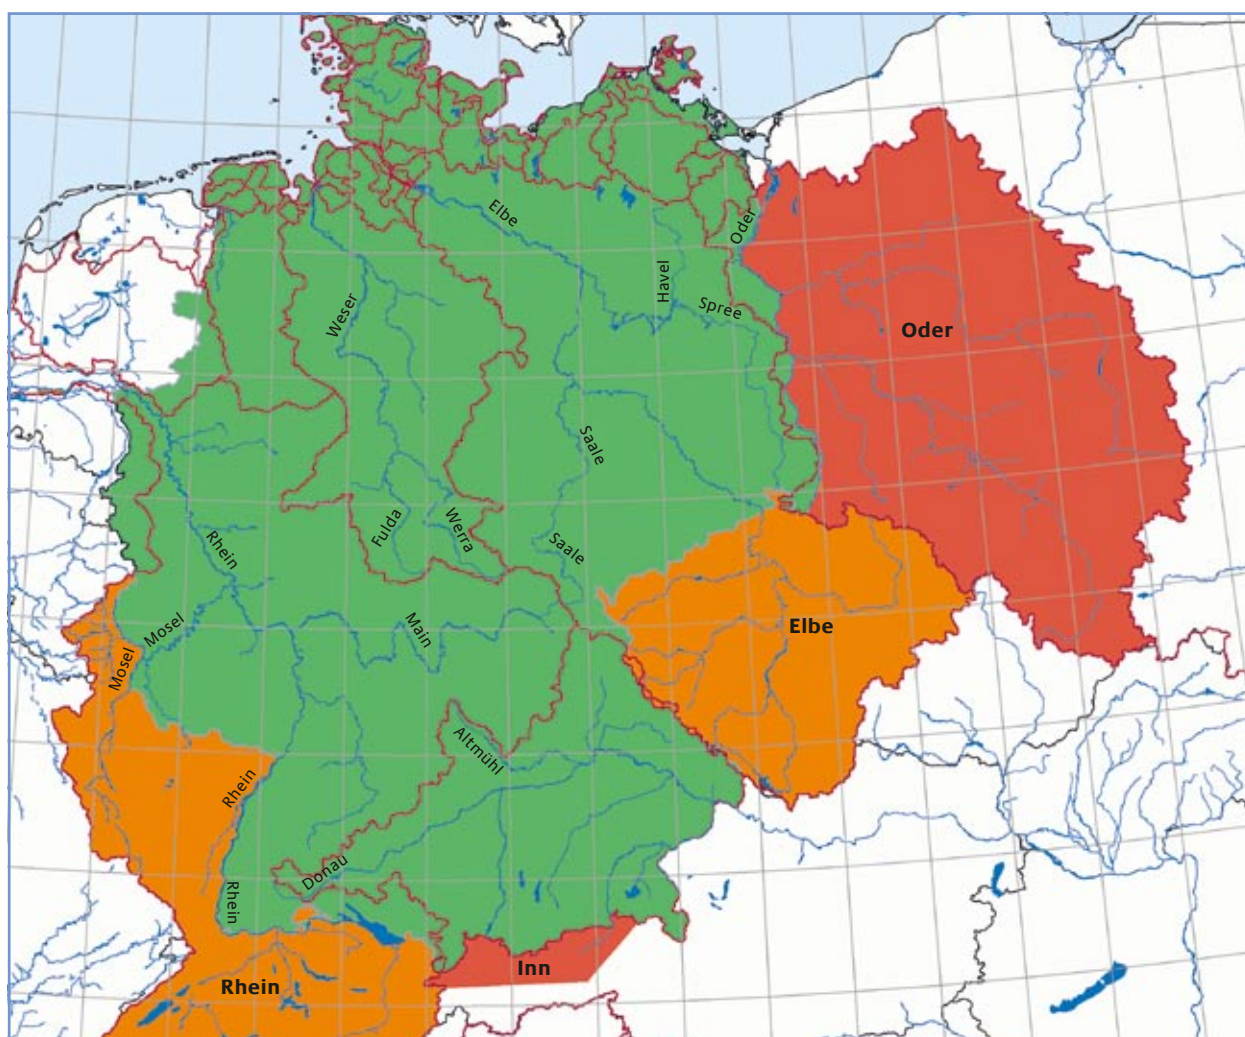 Elbe
Oder
Havel
Spree
Weser
Oder
Saale
Fulda
Werra
Rhein
Saale
Mosel
Main
Elbe
Mosel
Altmühl
Rhein
Donau
Rhein
Inn
Rhein